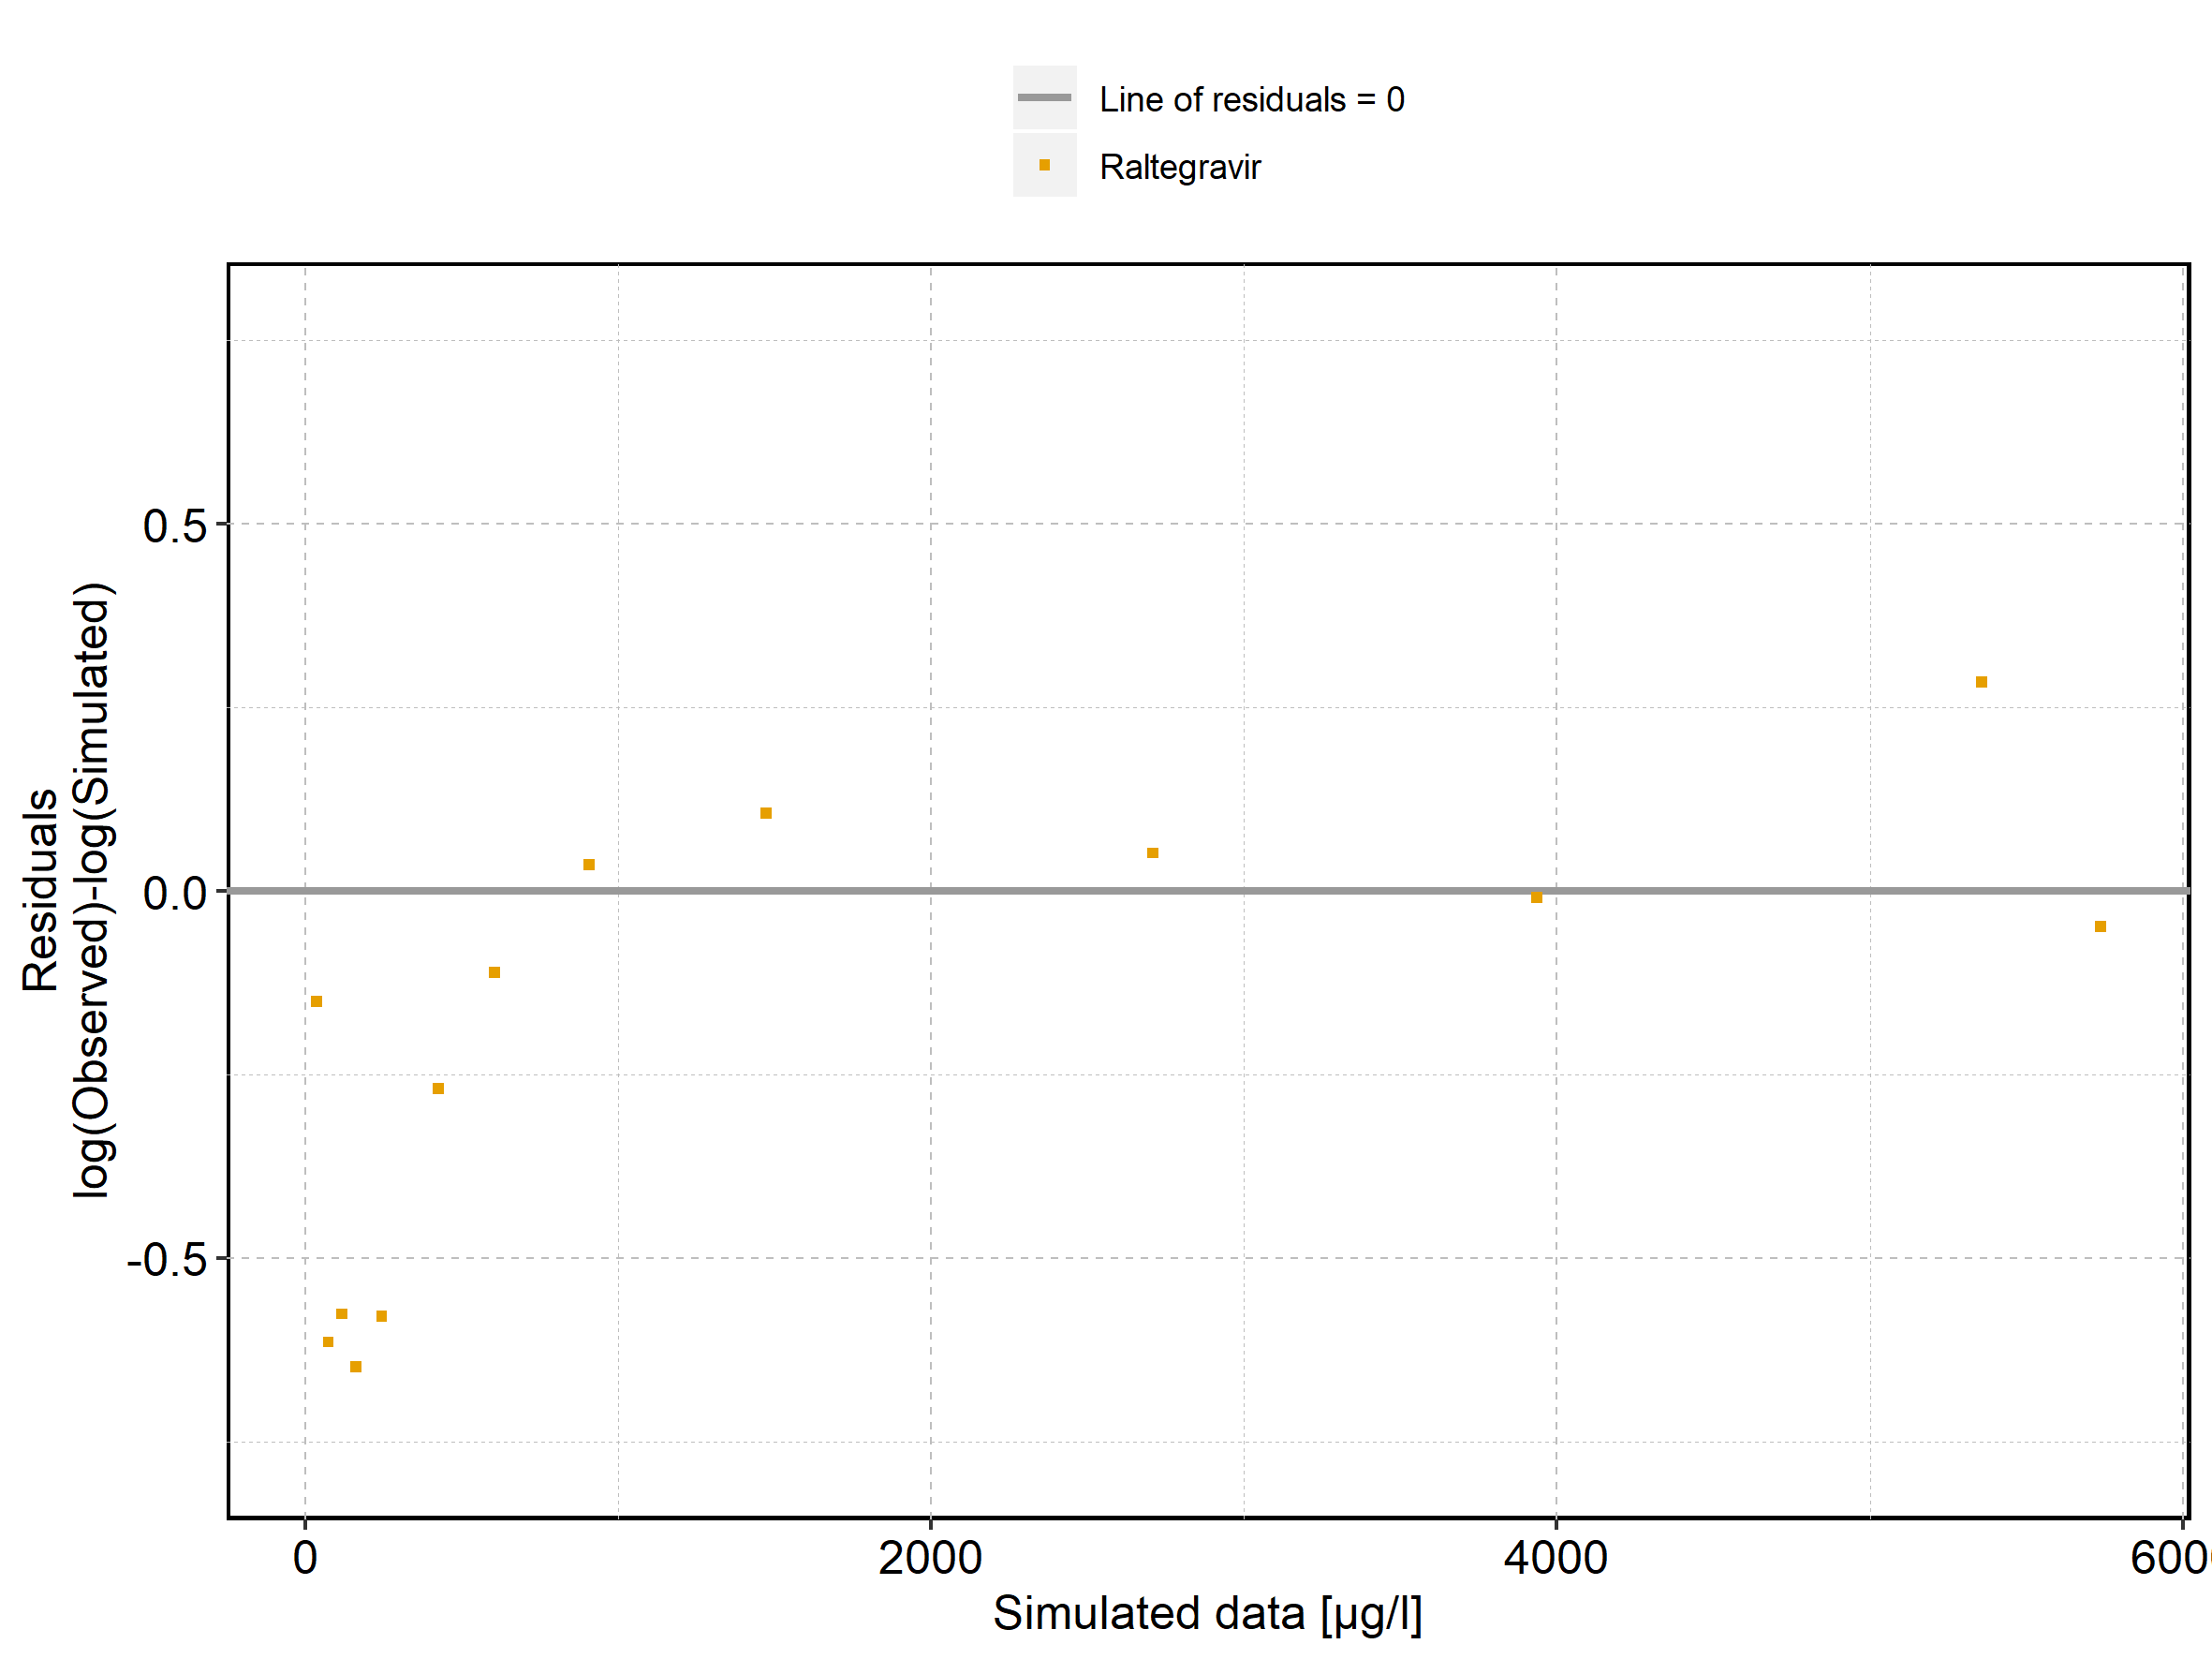 Line of residuals = 0
Raltegravir
Residuals
log(Observed)-log(Simulated)
0.5
0.0
-0.5
0
2000
4000
600
Simulated data [µg/l]